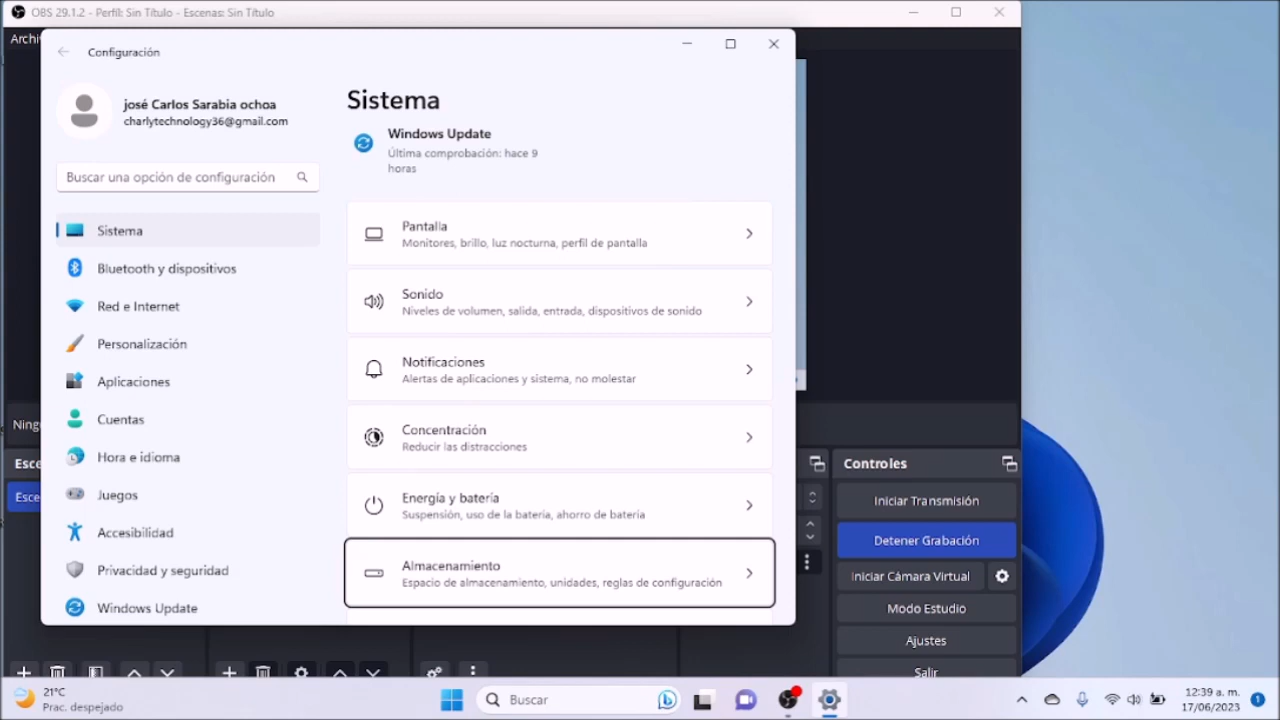 OBS 29.1.2 - Perfil: Sin Título - Escenas: Sin Título
Archi
Configuración
josé Carlos Sarabia ochoa
charlytechnology36@gmail.com
Buscar una opción de configuración
Sistema
Bluetooth y dispositivos
Red e Internet
Personalización
Aplicaciones
Cuentas
Hora e idioma
Juegos
Accesibilidad
Privacidad y seguridad
Windows Update
Sistema
Windows Update
Última comprobación: hace 9
horas
Pantalla
Monitores, brillo, luz nocturna, perfil de pantalla
Sonido
Niveles de volumen, salida, entrada, dispositivos de sonido
Notificaciones
Alertas de aplicaciones y sistema, no molestar
Concentración
Reducir las distracciones
Energía y batería
Suspensión, uso de la batería, ahorro de batería
Almacenamiento
Espacio de almacenamiento, unidades, reglas de configuración
Ning
Esce
Esce
Controles
Iniciar Transmisión
Detener Grabación
Iniciar Cámara Virtual
Modo Estudio
Ajustes
Salir
21°C
Prac. despejado
Buscar
12:39 a. m.
17/06/2023
1